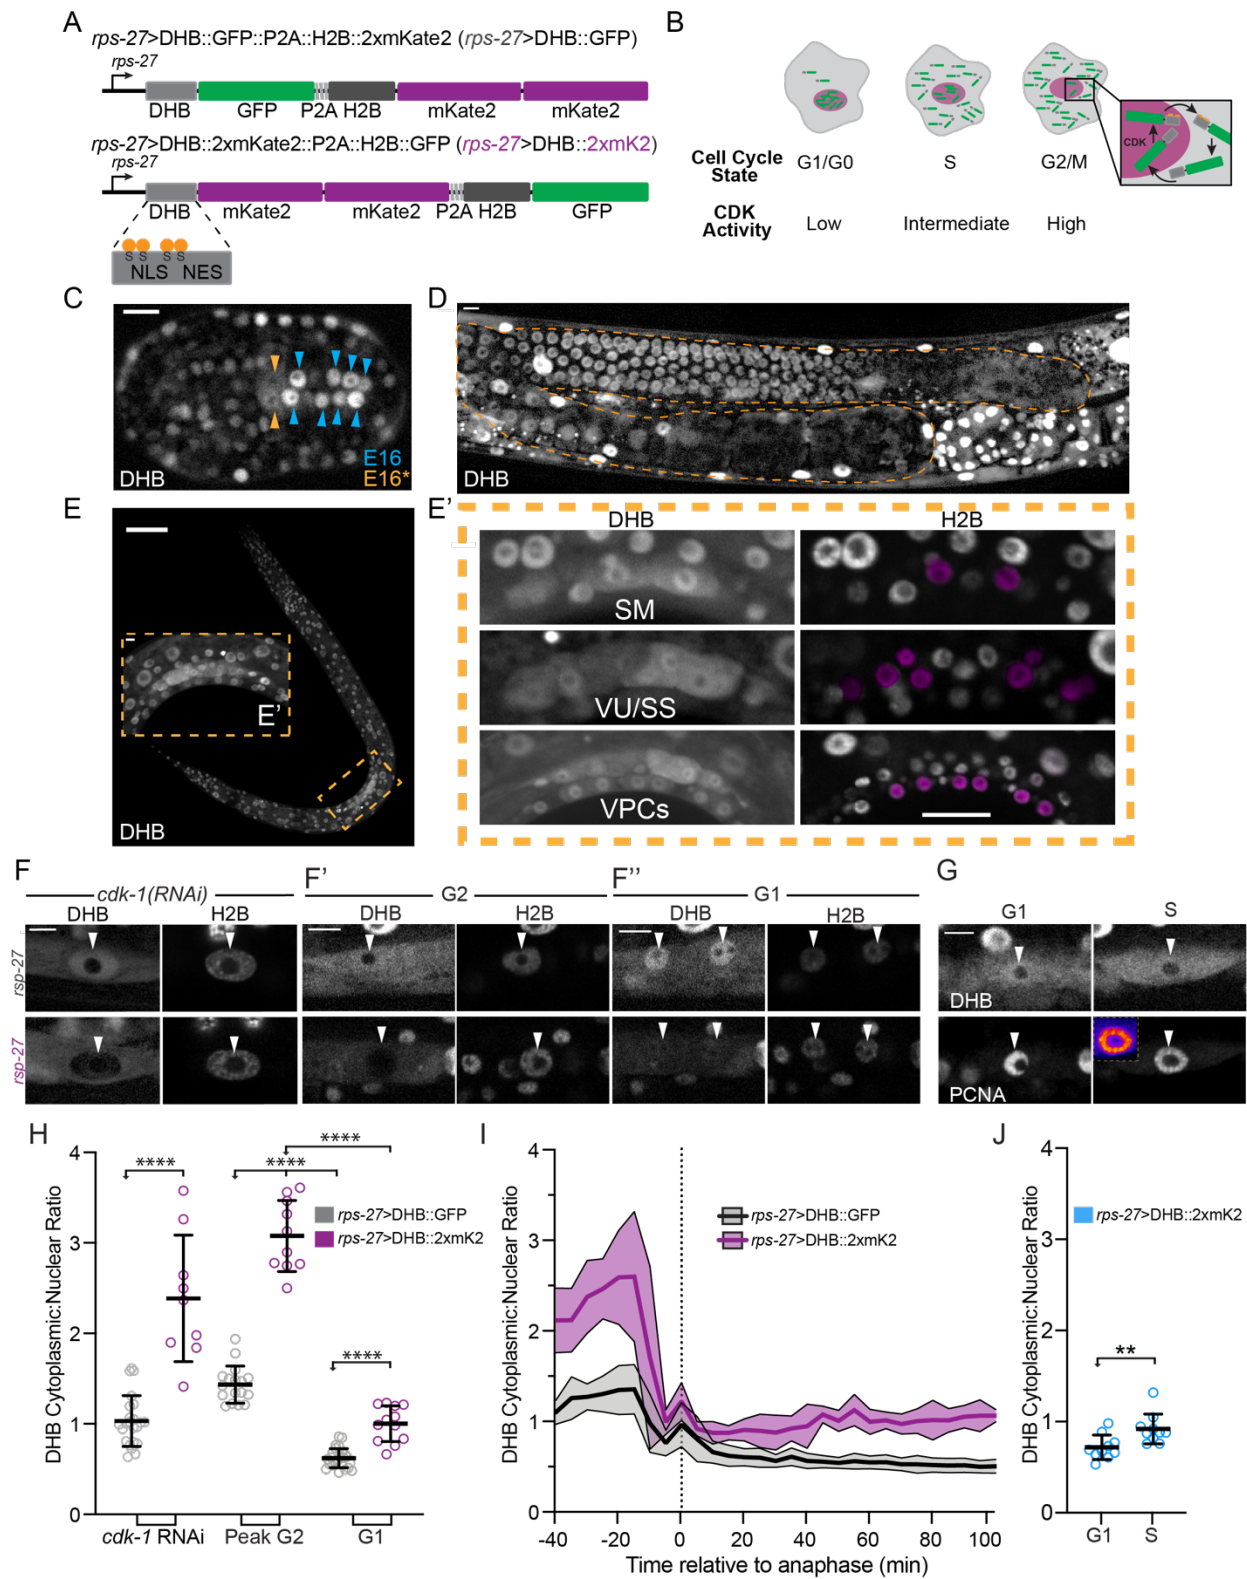 A
rps-27>DHB::GFP::P2A::H2B::2xmKate2 (rps-27>DHB::GFP)
rps-27
DHB GFP P2A H2B mKate2 mKate2
rps-27>DHB::2xmKate2::P2A::H2B::GFP (rps-27>DHB::2xmK2)
rps-27
DHB mKate2 mKate2 P2A H2B GFP
S S S S
NLS NES
B
CDK
Cell Cycle State G1/G0 S G2/M
CDK Activity Low Intermediate High
C
E16
E16*
DHB
D
DHB
E
E'
DHB
E'
DHB H2B
SM
VU/SS
VPCs
F F' F'' G
cdk-1(RNAi) G2 G1
DHB H2B DHB H2B DHB H2B G1 S
rsp-27
DHB
rsp-27
PCNA
H
DHB Cytoplasmic:Nuclear Ratio
4
3
2
1
0
**** **** **** ****
rps-27>DHB::GFP
rps-27>DHB::2xmK2
cdk-1 RNAi Peak G2 G1
I
DHB Cytoplasmic:Nuclear Ratio
4
3
2
1
0
rps-27>DHB::GFP
rps-27>DHB::2xmK2
-40 -20 0 20 40 60 80 100
Time relative to anaphase (min)
J
DHB Cytoplasmic:Nuclear Ratio
4
3
2
1
0
rps-27>DHB::2xmK2
**
G1 S